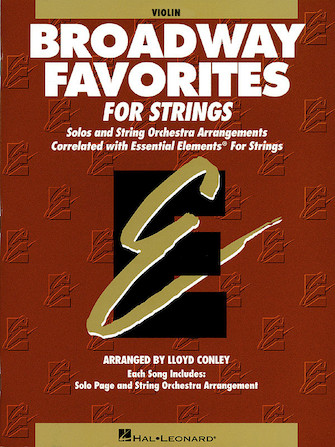 VIOLIN
BROADWAY
FAVORITES
FOR STRINGS
Solos and String Orchestra Arrangements
Correlated with Essential Elements® For Strings
E
ARRANGED BY LLOYD CONLEY
Each Song Includes:
Solo Page and String Orchestra Arrangement
HAL•LEONARD®